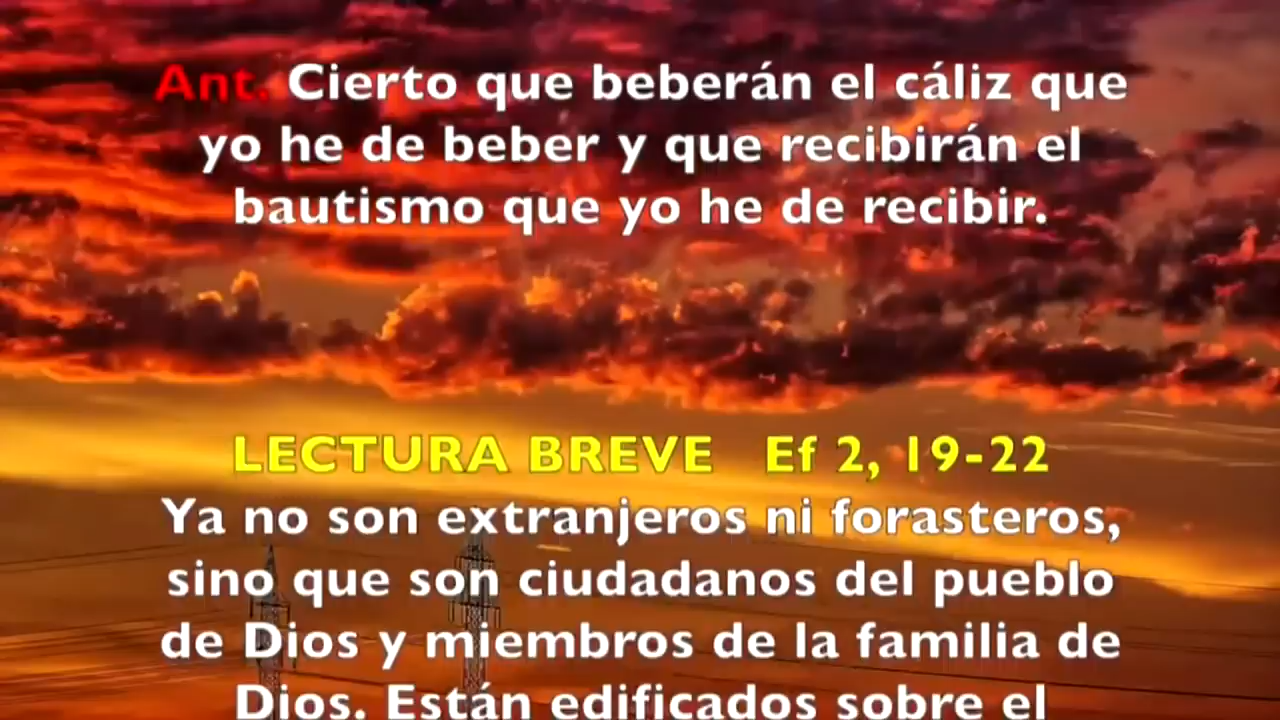 Ant. Cierto que beberán el cáliz que
yo he de beber y que recibirán el
bautismo que yo he de recibir.
LECTURA BREVE Ef 2, 19-22
Ya no son extranjeros ni forasteros,
sino que son ciudadanos del pueblo
de Dios y miembros de la familia de
Dios. Están edificados sobre el